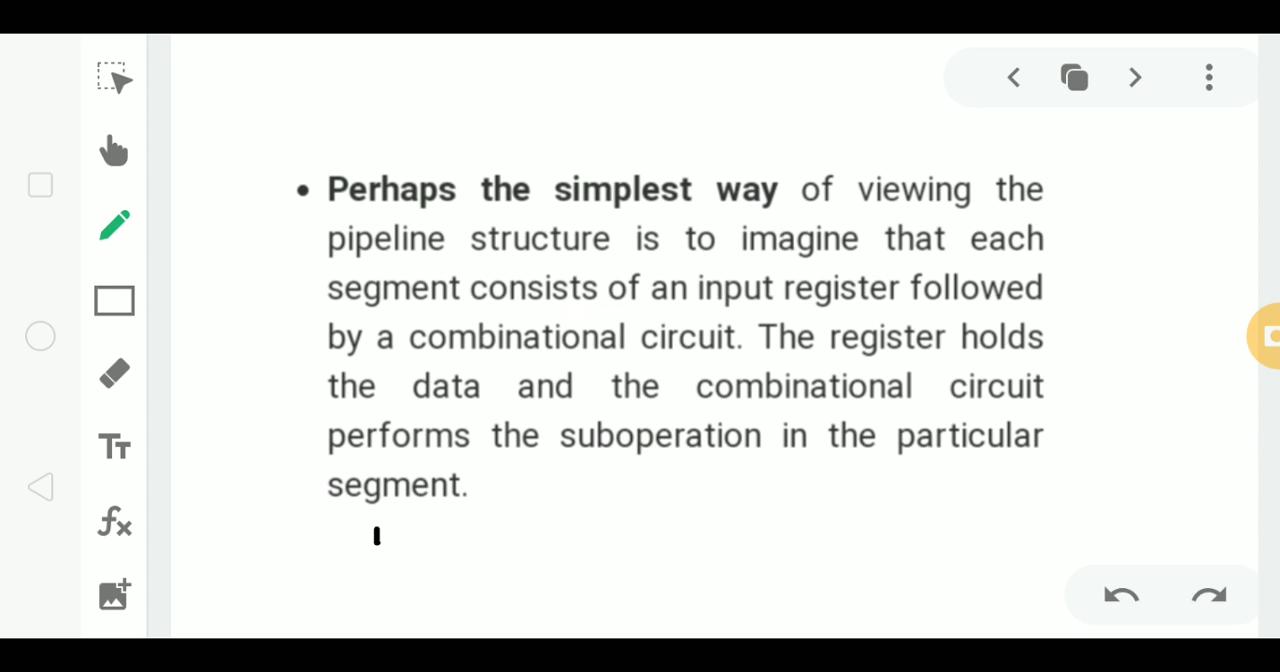 • Perhaps the simplest way of viewing the
pipeline structure is to imagine that each
segment consists of an input register followed
by a combinational circuit. The register holds
the data and the combinational circuit
performs the suboperation in the particular
segment.
Tт
fx